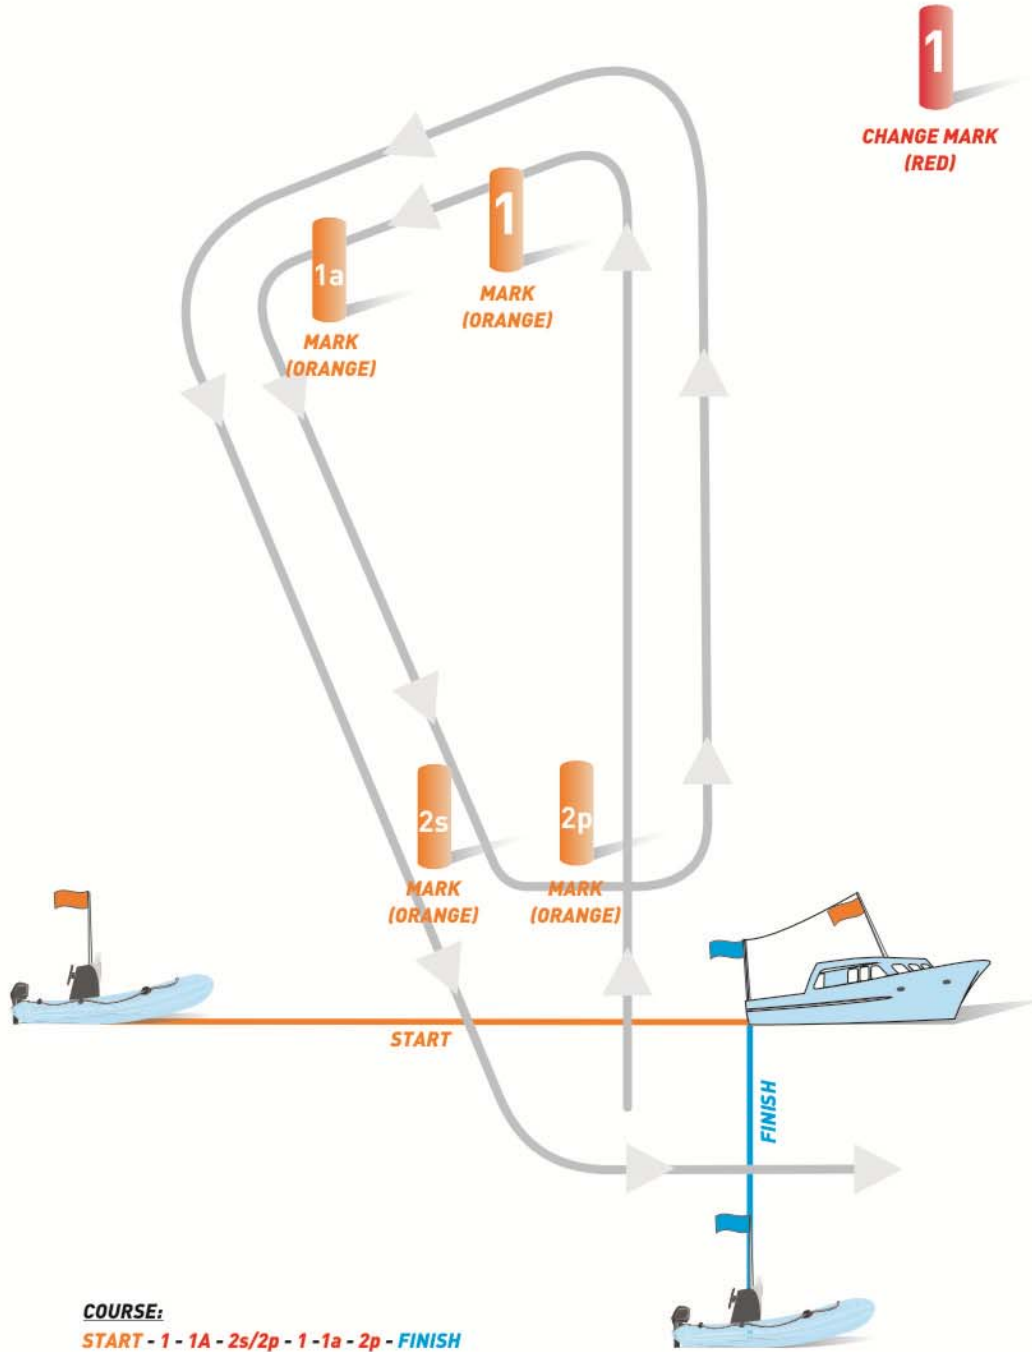 1
CHANGE MARK
(RED)
1
MARK
(ORANGE)
1a
MARK
(ORANGE)
2s
MARK
(ORANGE)
2p
MARK
(ORANGE)
START
FINISH
COURSE:
START - 1 - 1A - 2s/2p - 1 -1a - 2p - FINISH